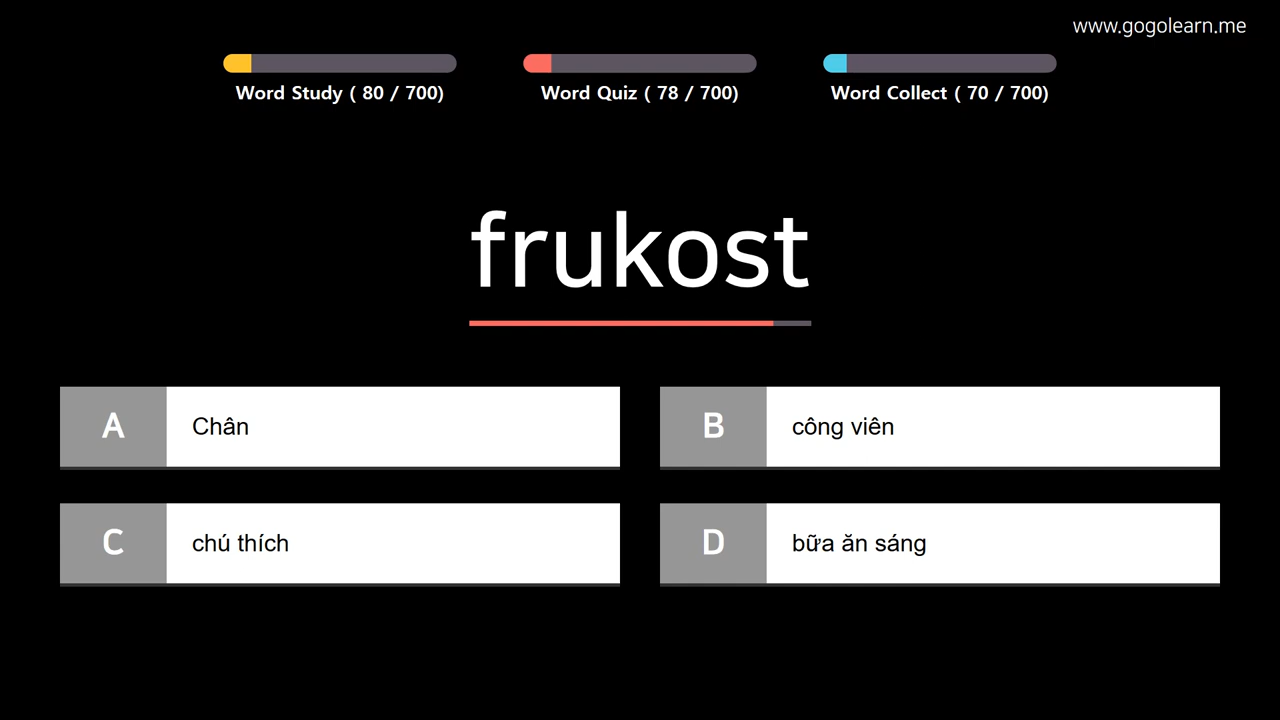 www.gogolearn.me
Word Study ( 80 / 700)
Word Quiz ( 78 / 700)
Word Collect ( 70 / 700)
frukost
A Chân
B công viên
C chú thích
D bữa ăn sáng